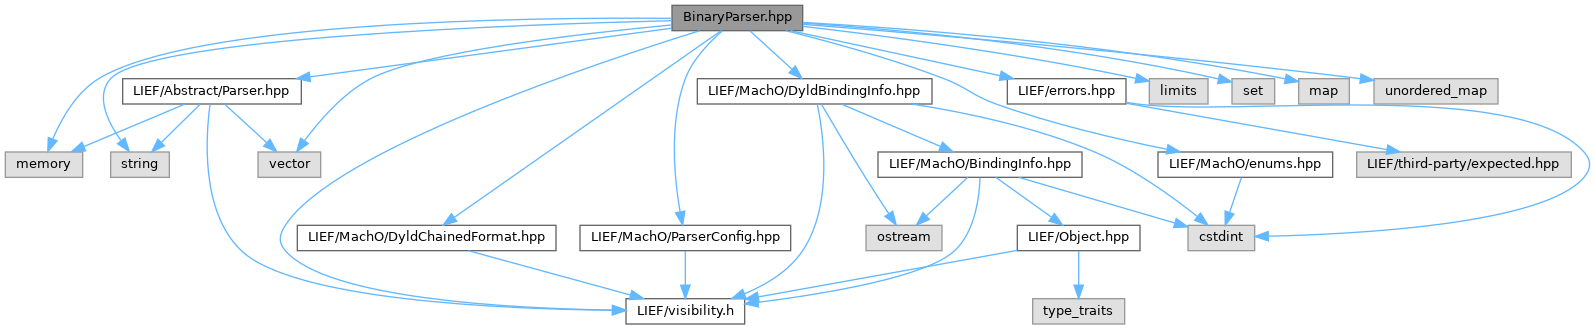 BinaryParser.hpp
LIEF/Abstract/Parser.hpp
LIEF/MachO/DyldBindingInfo.hpp
LIEF/errors.hpp
limits
set
map
unordered_map
memory
string
vector
LIEF/MachO/BindingInfo.hpp
LIEF/MachO/enums.hpp
LIEF/third-party/expected.hpp
LIEF/MachO/DyldChainedFormat.hpp
LIEF/MachO/ParserConfig.hpp
ostream
LIEF/Object.hpp
cstdint
LIEF/visibility.h
type_traits